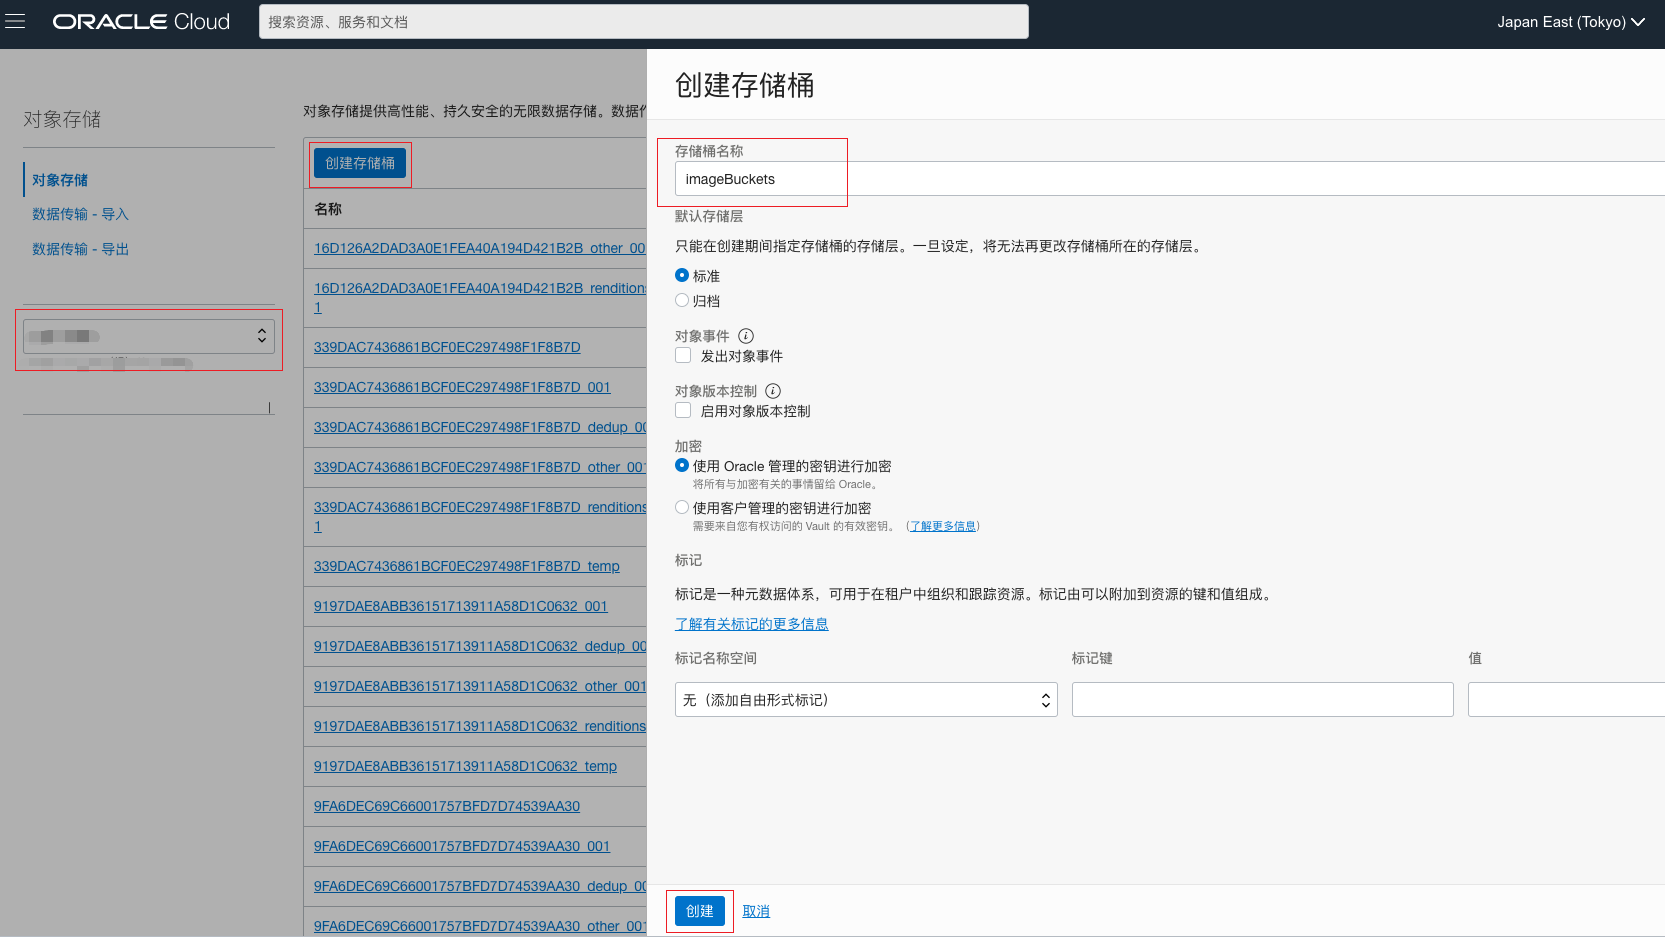 ORACLE Cloud
搜索资源、服务和文档
Japan East (Tokyo)
对象存储
对象存储
数据传输 - 导入
数据传输 - 导出
对象存储提供高性能、持久安全的无限数据存储。数据
创建存储桶
名称
16D126A2DAD3A0E1FEA40A194D421B2B_other_00
16D126A2DAD3A0E1FEA40A194D421B2B_renditions
1
339DAC7436861BCF0EC297498F1F8B7D
339DAC7436861BCF0EC297498F1F8B7D_001
339DAC7436861BCF0EC297498F1F8B7D_dedup_00
339DAC7436861BCF0EC297498F1F8B7D_other_001
339DAC7436861BCF0EC297498F1F8B7D_renditions
1
339DAC7436861BCF0EC297498F1F8B7D_temp
9197DAE8ABB36151713911A58D1C0632_001
9197DAE8ABB36151713911A58D1C0632_dedup_00
9197DAE8ABB36151713911A58D1C0632_other_001
9197DAE8ABB36151713911A58D1C0632_renditions
9197DAE8ABB36151713911A58D1C0632_temp
9FA6DEC69C66001757BFD7D74539AA30
9FA6DEC69C66001757BFD7D74539AA30_001
9FA6DEC69C66001757BFD7D74539AA30_dedup_00
9FA6DEC69C66001757BFD7D74539AA30_other_001
创建存储桶
存储桶名称
imageBuckets
默认存储层
只能在创建期间指定存储桶的存储层。一旦设定，将无法再更改存储桶所在的存储层。
标准
归档
对象事件
发出对象事件
对象版本控制
启用对象版本控制
加密
使用 Oracle 管理的密钥进行加密
将所有与加密有关的事情留给 Oracle。
使用客户管理的密钥进行加密
需要来自您有权访问的 Vault 的有效密钥。（了解更多信息）
标记
标记是一种元数据体系，可用于在租户中组织和跟踪资源。标记由可以附加到资源的键和值组成。
了解有关标记的更多信息
标记名称空间
标记键
值
无（添加自由形式标记）
创建
取消